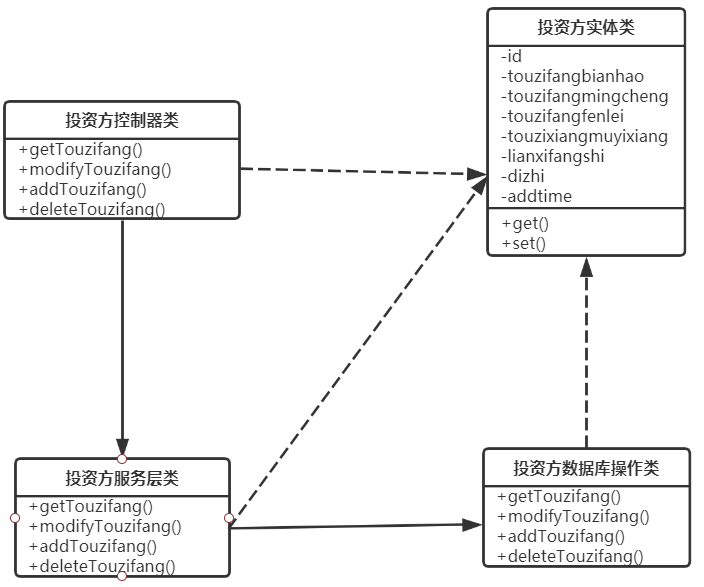 投资方实体类
-id
-touzifangbianhao
-touzifangmingcheng
-touzifangfenlei
-touzixiangmuyixiang
-lianxifangshi
-dizhi
-addtime
+get()
+set()
投资方控制器类
+getTouzifang()
+modifyTouzifang()
+addTouzifang()
+deleteTouzifang()
投资方服务层类
+getTouzifang()
+modifyTouzifang()
+addTouzifang()
+deleteTouzifang()
投资方数据库操作类
+getTouzifang()
+modifyTouzifang()
+addTouzifang()
+deleteTouzifang()